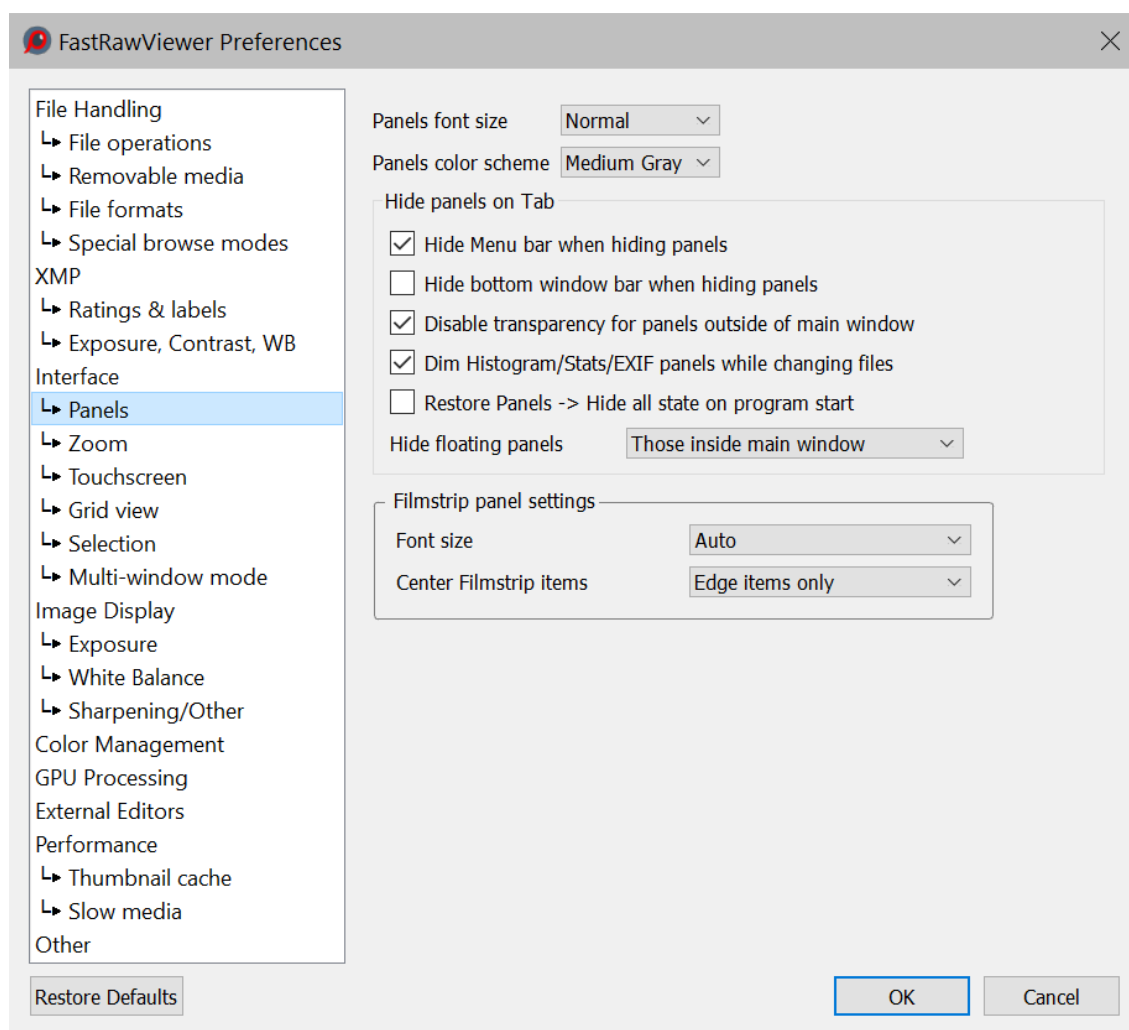 FastRawViewer Preferences
File Handling
File operations
Removable media
File formats
Special browse modes
XMP
Ratings & labels
Exposure, Contrast, WB
Interface
Panels
Zoom
Touchscreen
Grid view
Selection
Multi-window mode
Image Display
Exposure
White Balance
Sharpening/Other
Color Management
GPU Processing
External Editors
Performance
Thumbnail cache
Slow media
Other
Panels font size Normal
Panels color scheme Medium Gray
Hide panels on Tab
Hide Menu bar when hiding panels
Hide bottom window bar when hiding panels
Disable transparency for panels outside of main window
Dim Histogram/Stats/EXIF panels while changing files
Restore Panels -> Hide all state on program start
Hide floating panels Those inside main window
Filmstrip panel settings
Font size Auto
Center Filmstrip items Edge items only
Restore Defaults OK Cancel